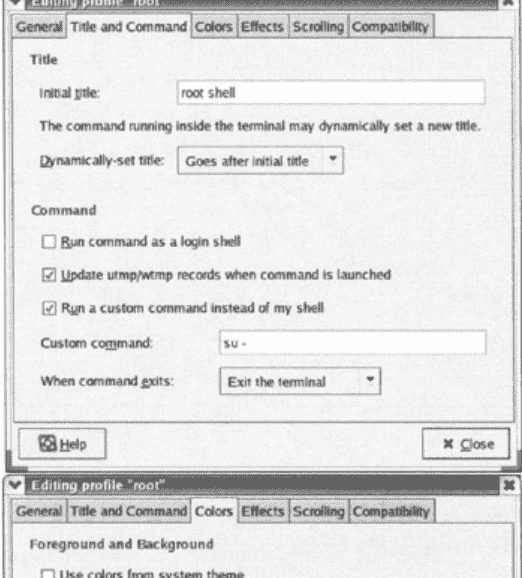 Editing profile "root"
General Title and Command Colors Effects Scrolling Compatibility
Title
Initial title: root shell
The command running inside the terminal may dynamically set a new title.
Dynamically-set title: Goes after initial title
Command
Run command as a login shell
Update utmp/wtmp records when command is launched
Run a custom command instead of my shell
Custom command: su -
When command exits: Exit the terminal
Help Close
Editing profile "root"
General Title and Command Colors Effects Scrolling Compatibility
Foreground and Background
Use colors from system theme